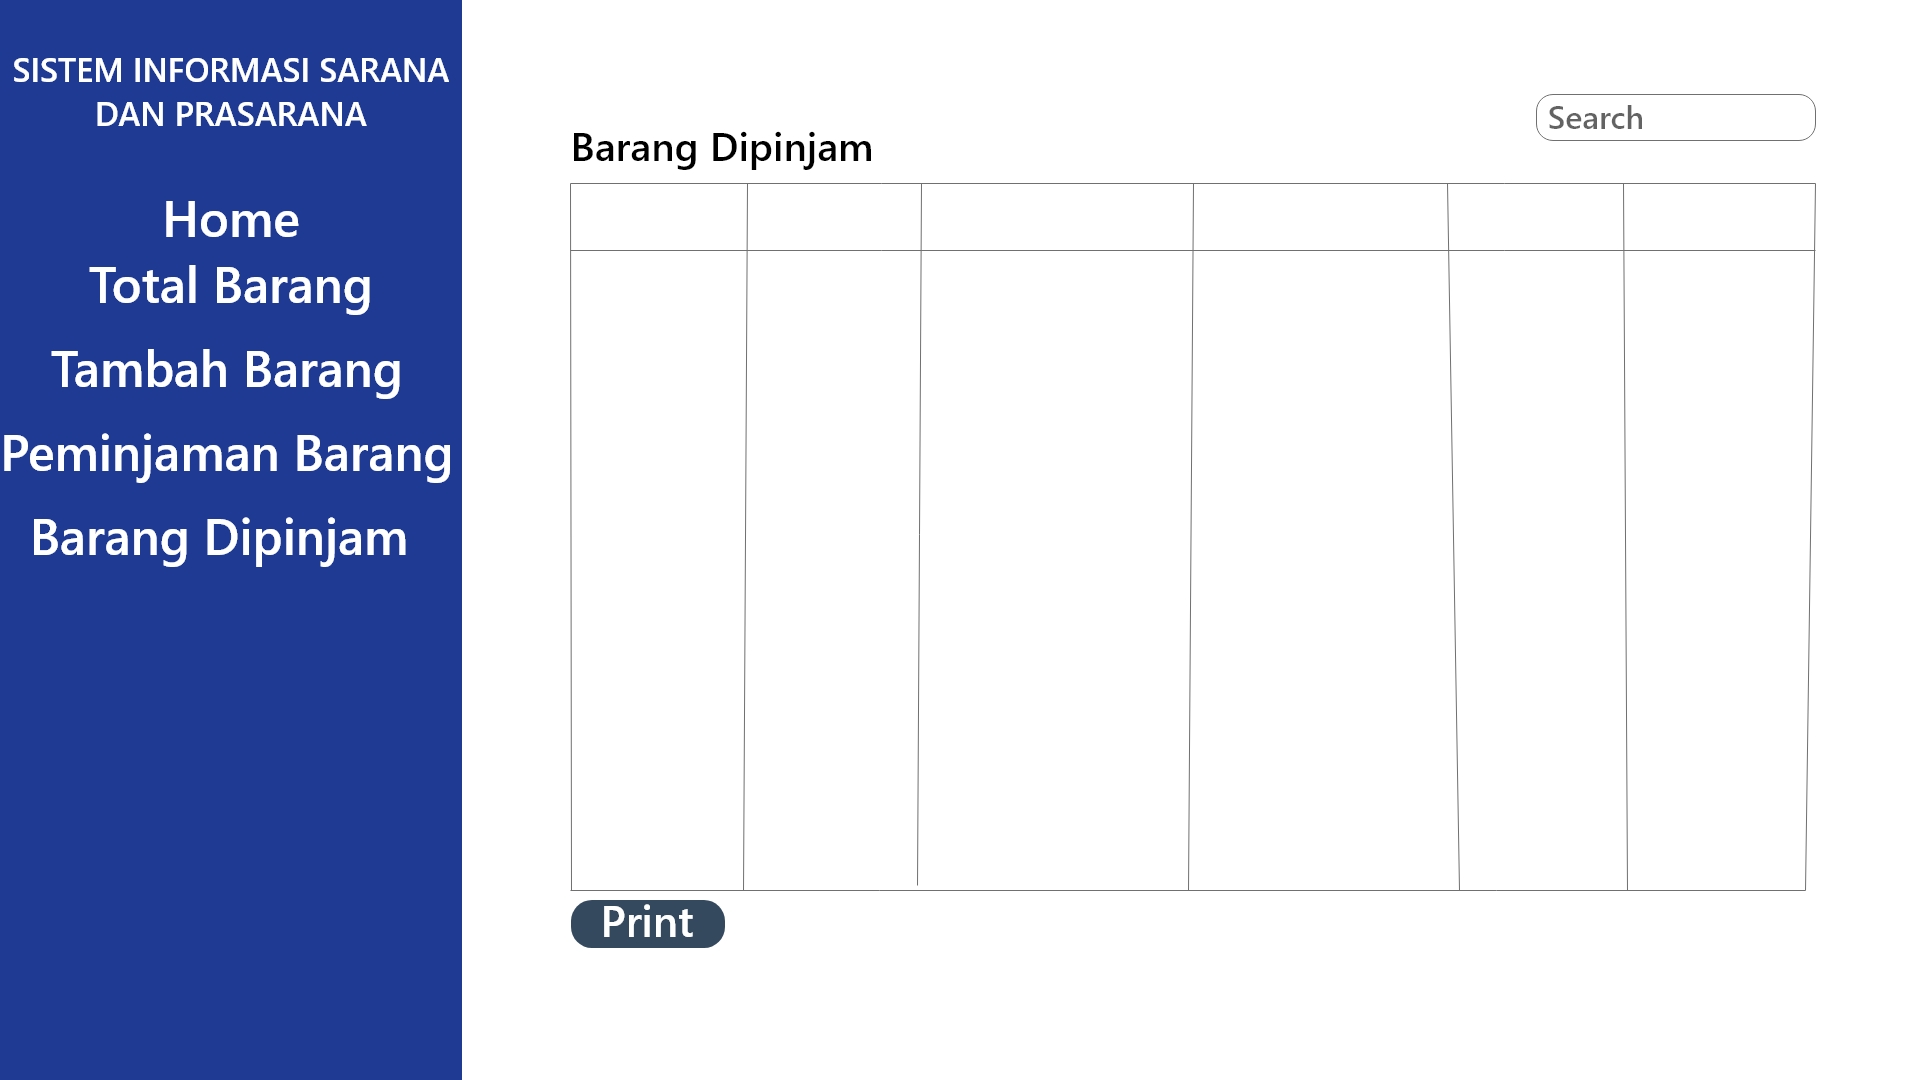 SISTEM INFORMASI SARANA
DAN PRASARANA
Home
Total Barang
Tambah Barang
Peminjaman Barang
Barang Dipinjam
Search
Barang Dipinjam
Print